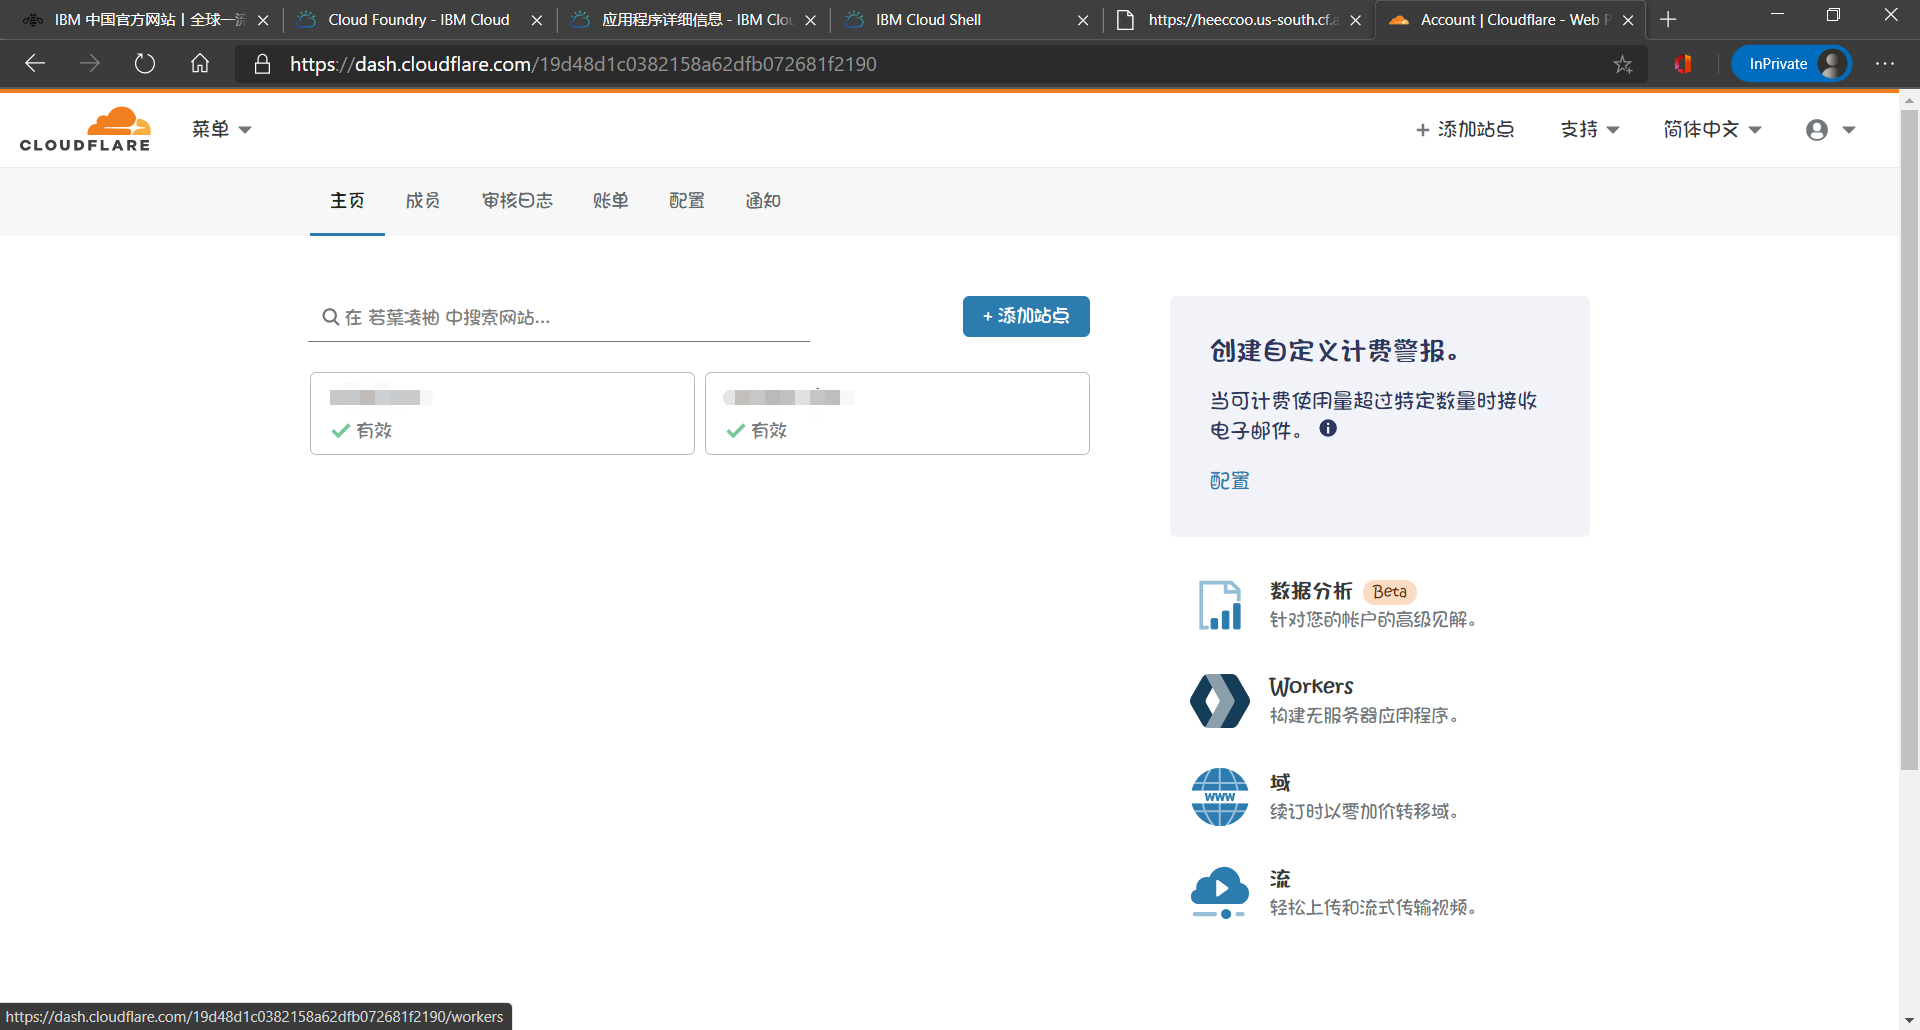 IBM 中国官方网站丨全球一流
Cloud Foundry - IBM Cloud
应用程序详细信息 - IBM Clou
IBM Cloud Shell
https://heeccoo.us-south.cf.a
Account | Cloudflare - Web P
https://dash.cloudflare.com/19d48d1c0382158a62dfb072681f2190
InPrivate
CLOUDFLARE
菜单
+ 添加站点
支持
简体中文
主页
成员
审核日志
账单
配置
通知
在 若葉凌袖 中搜索网站...
+ 添加站点
有效
有效
创建自定义计费警报。
当可计费使用量超过特定数量时接收
电子邮件。
配置
数据分析 Beta
针对您的帐户的高级见解。
Workers
构建无服务器应用程序。
www
域
续订时以零加价转移域。
流
轻松上传和流式传输视频。
https://dash.cloudflare.com/19d48d1c0382158a62dfb072681f2190/workers